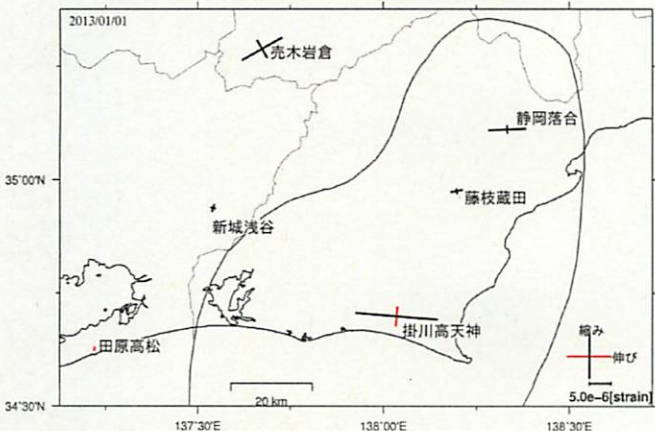 2013/01/01
売木岩倉
静岡落合
35°00'N
藤枝蔵田
新城浅谷
掛川高天神
田原高松
縮み
伸び
5.0e-6[strain]
20 km
34°30'N
137°30'E
138°00'E
138°30'E